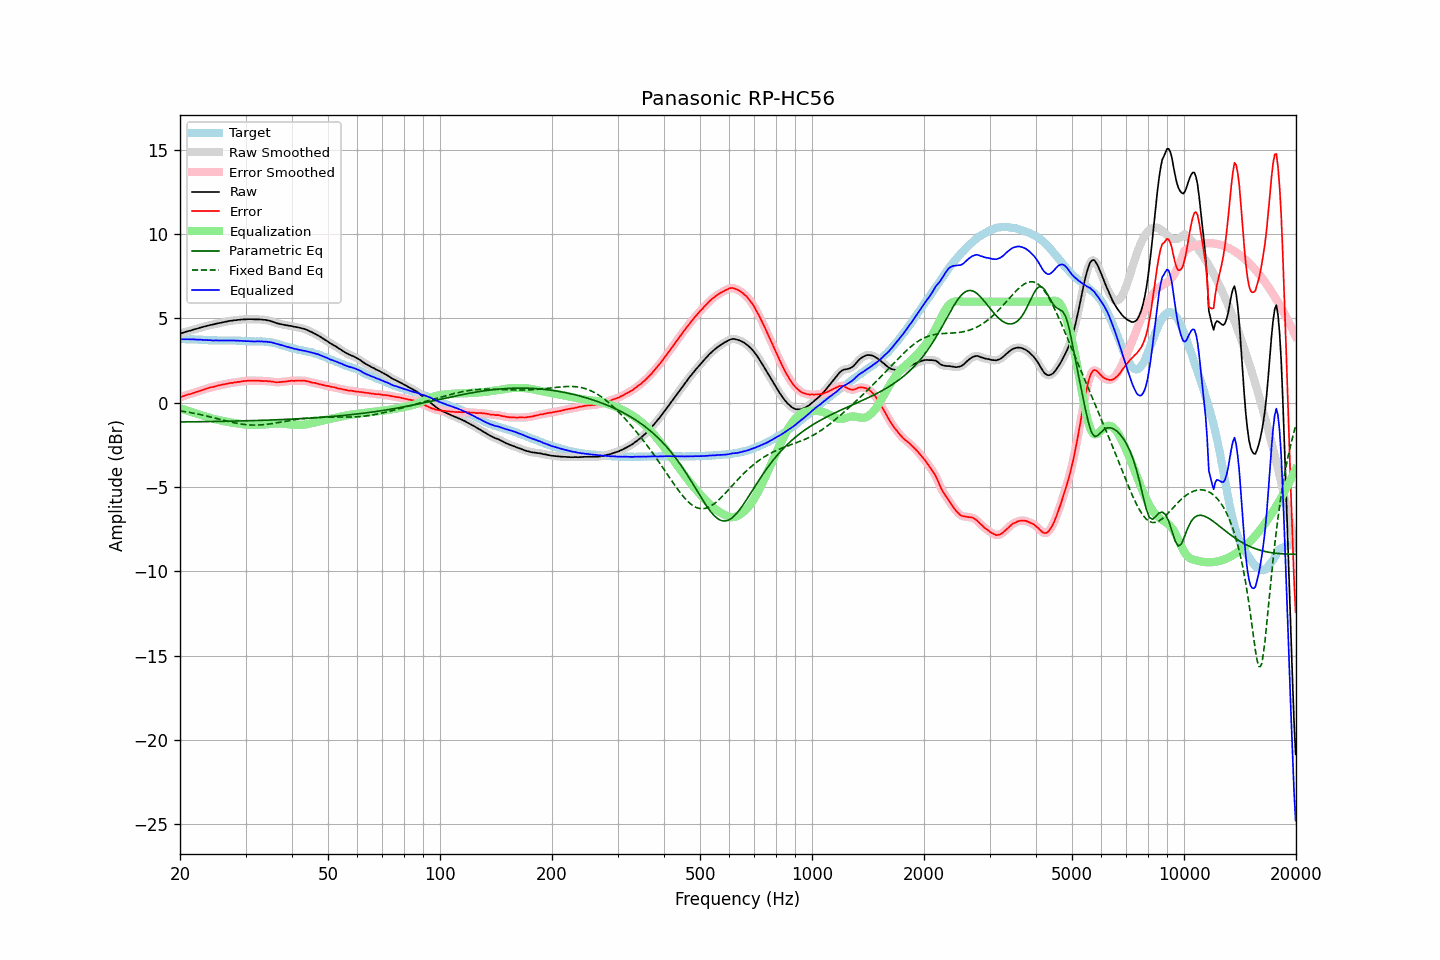 Panasonic RP-HC56
Target
Raw Smoothed
Error Smoothed
Raw
Error
Equalization
Parametric Eq
Fixed Band Eq
Equalized
15
10
5
0
−5
−10
−15
−20
−25
Amplitude (dBr)
20 50 100 200 500 1000 2000 5000 10000 20000
Frequency (Hz)